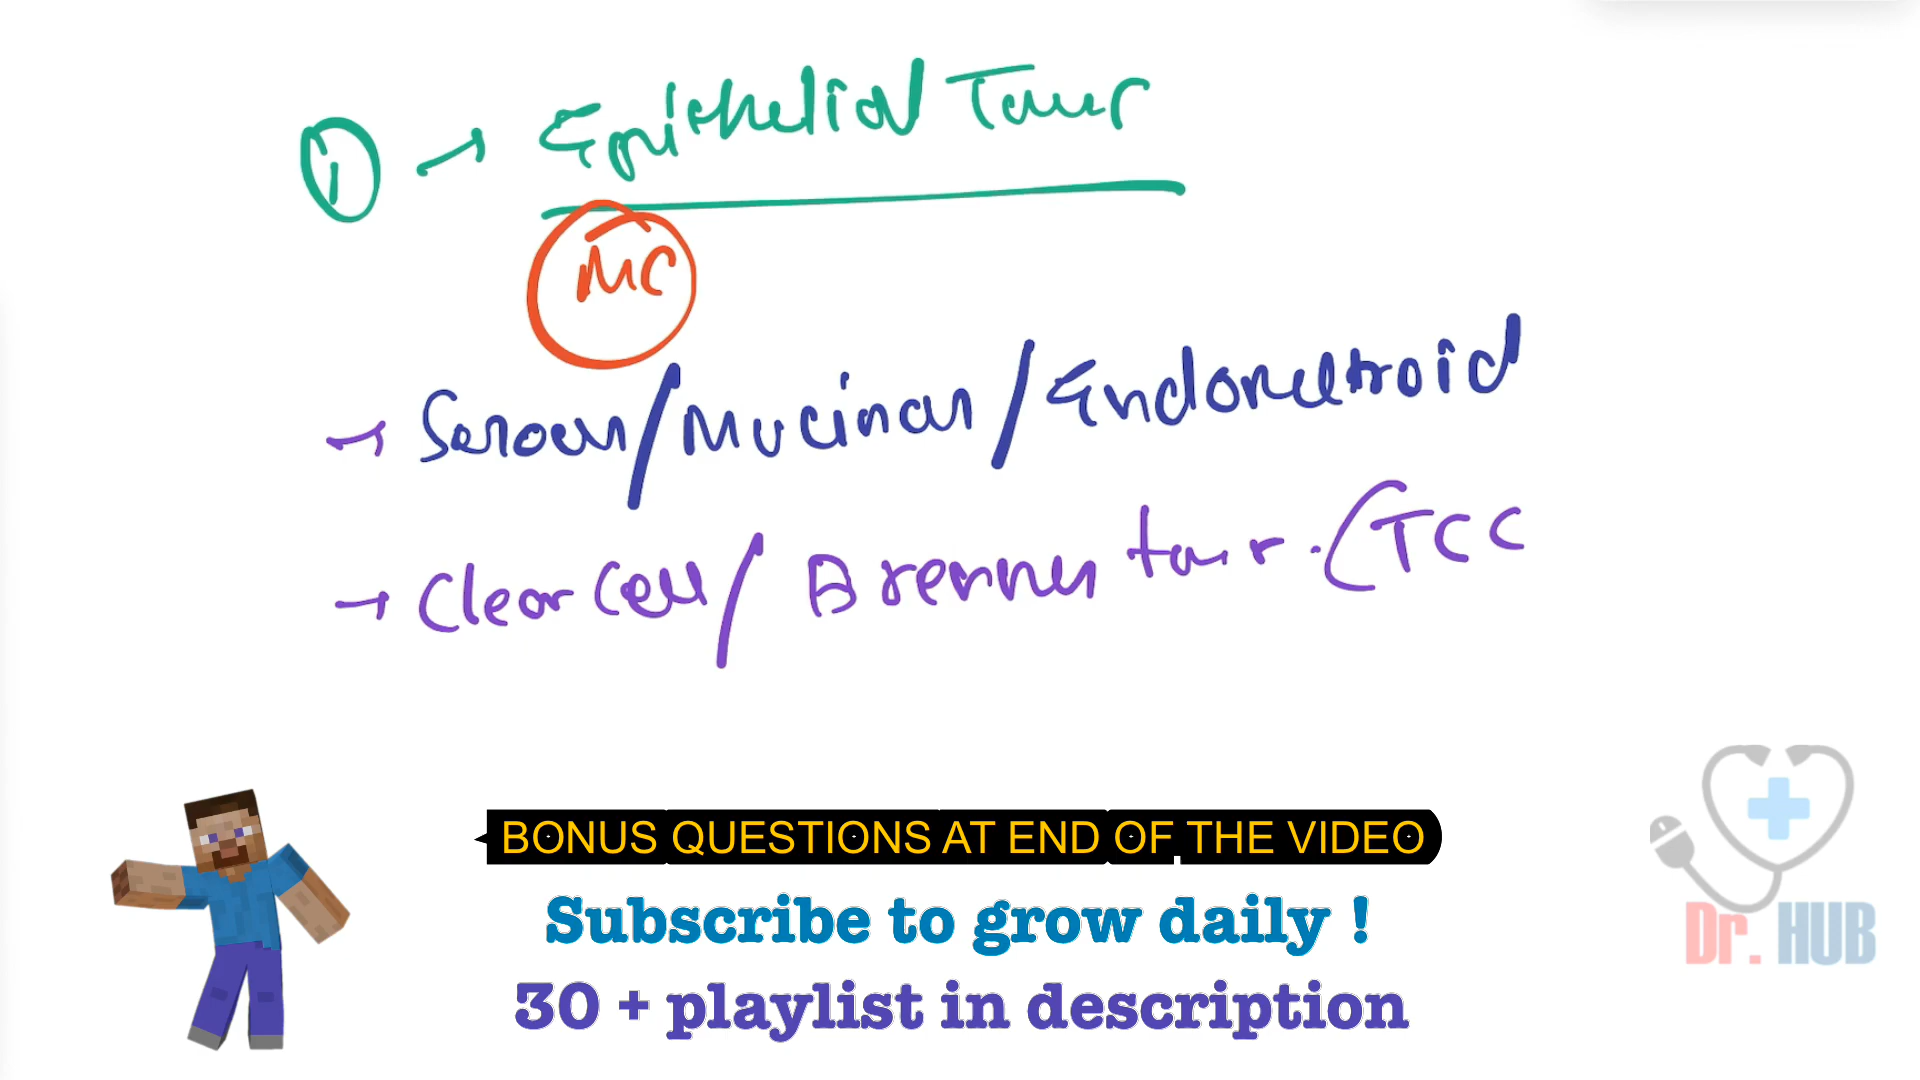 1 → Epithelial Tumr
MC
→ Serous/Mucinous/Endometroid
→ Clear Cell/ Brenner tumr. (TCC
BONUS QUESTIONS AT END OF THE VIDEO
Subscribe to grow daily !
30 + playlist in description
Dr. HUB